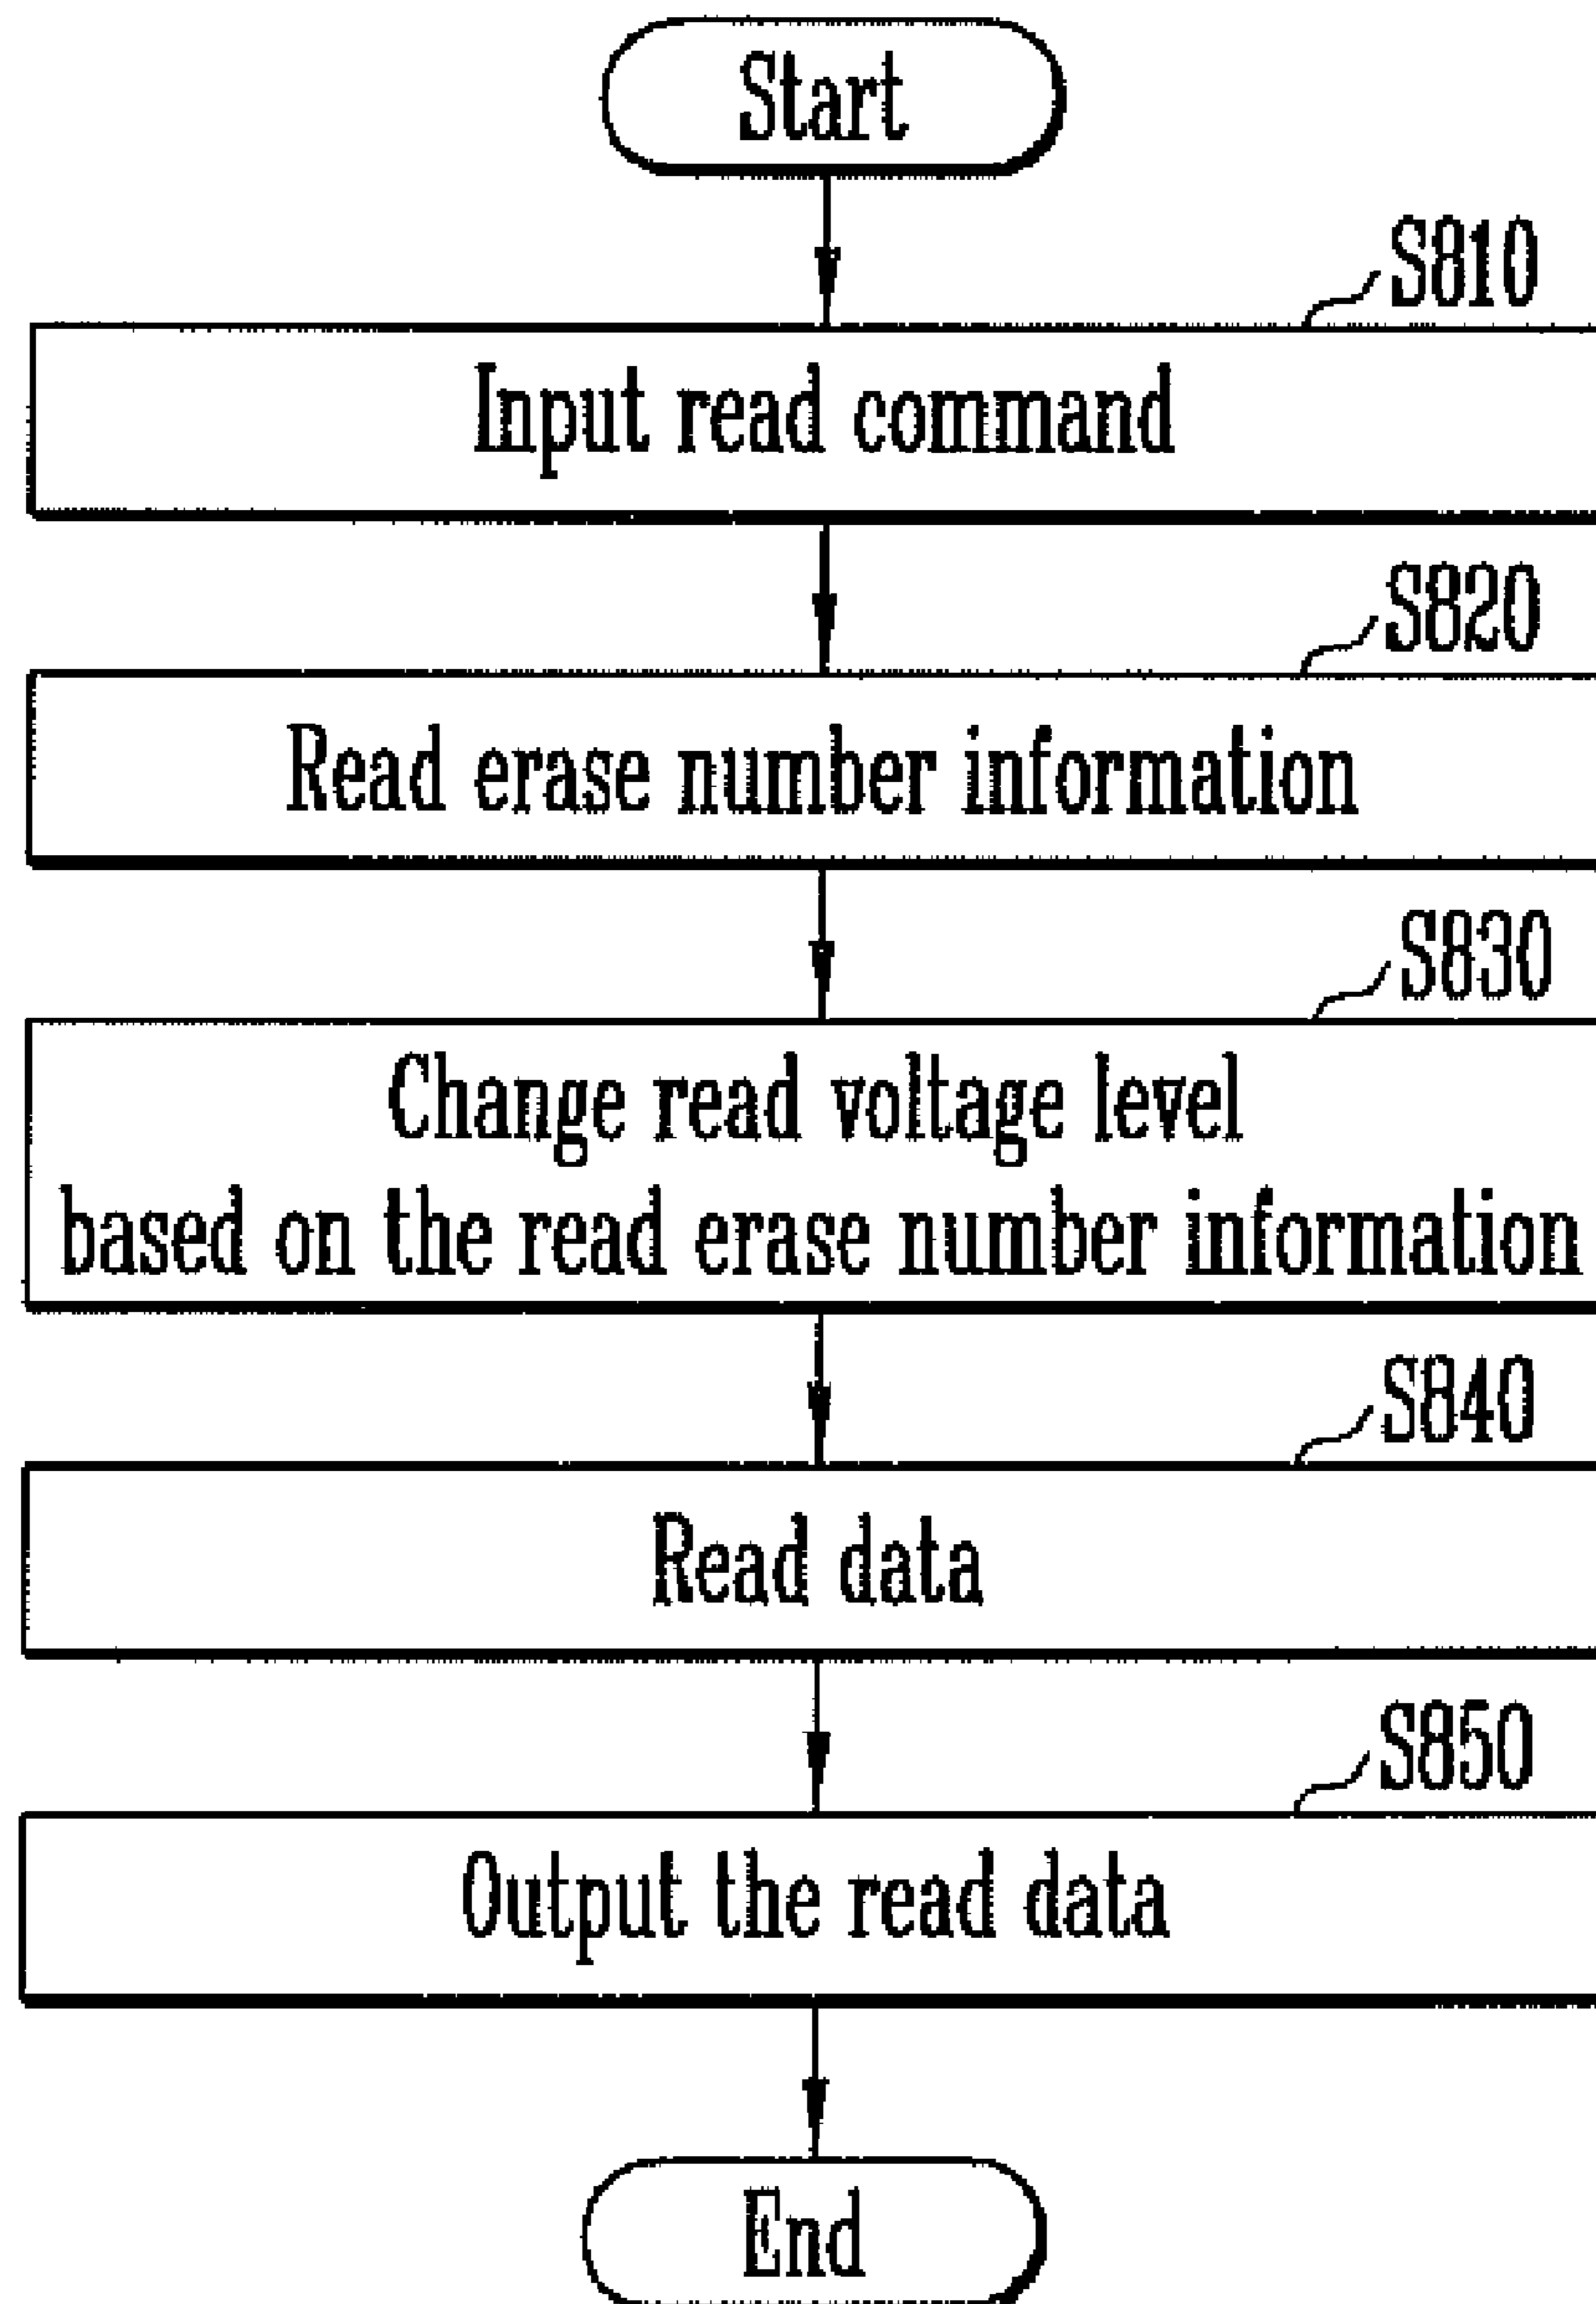 Start
S810
Input read command
S820
Read erase number information
S830
Change read voltage level
based on the read erase number information
S840
Read data
S850
Output the read data
End